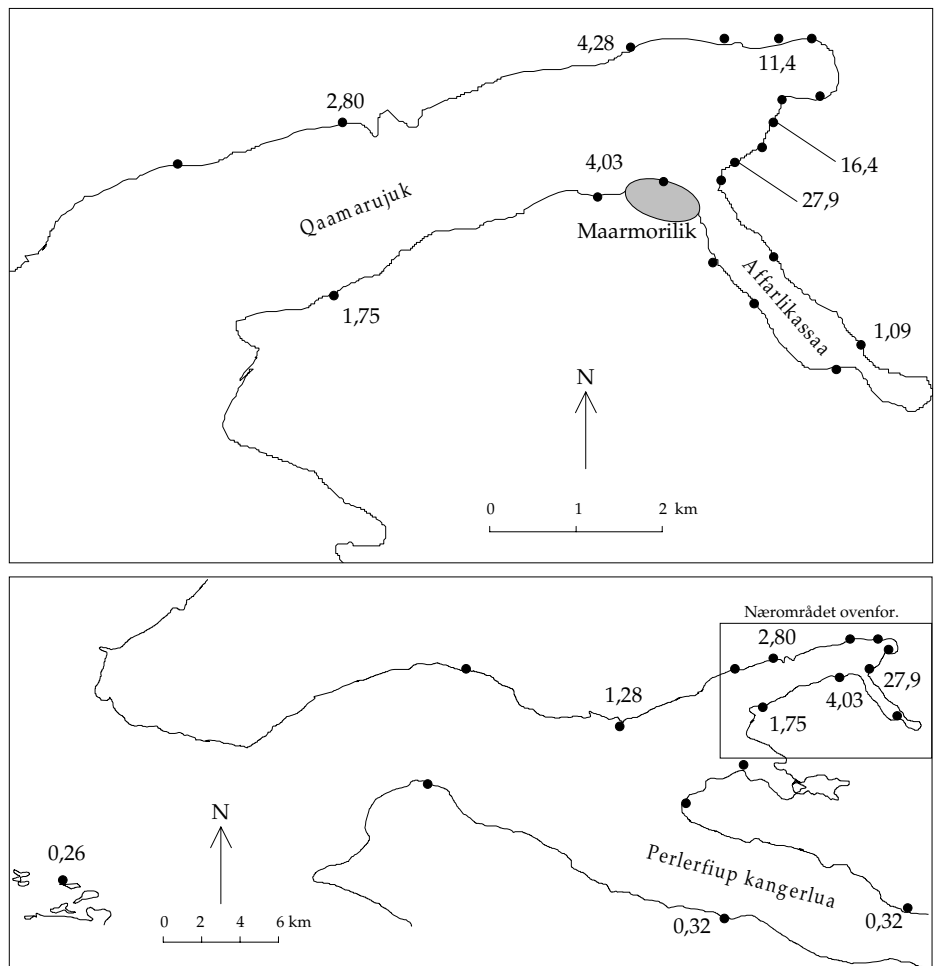 4,28
11,4
2,80
16,4
4,03
27,9
Qaamarujuk
Maarmorilik
Affarlikassaa
1,75
1,09
N
0 1 2 km
Nærområdet ovenfor.
2,80
27,9
1,28
4,03
1,75
N
0,26
Perlerfiup kangerlua
0 2 4 6 km
0,32
0,32